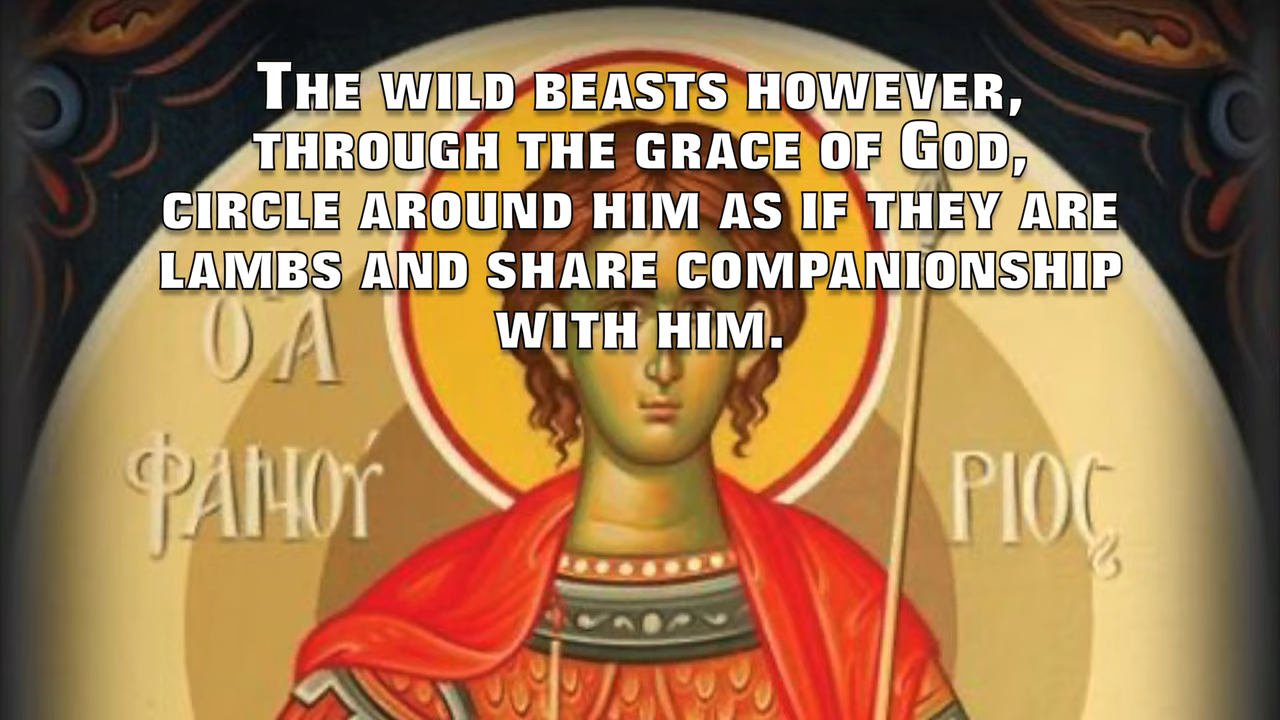 The wild beasts however,
through the grace of God,
circle around him as if they are
lambs and share companionship
with him.
Ὁ Ἅ
ΦΑΝΟΎ ΡΙΟς